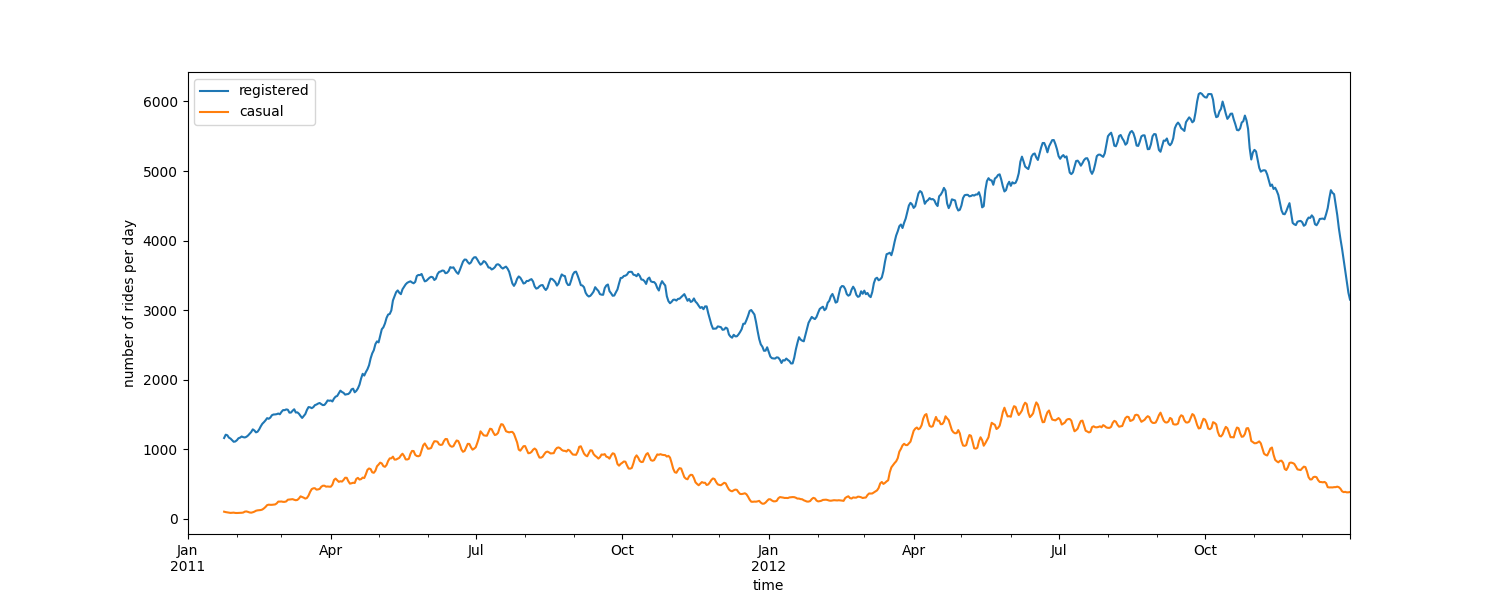 registered
casual
number of rides per day
6000
5000
4000
3000
2000
1000
0
Jan Apr Jul Oct Jan Apr Jul Oct
2011 2012
time